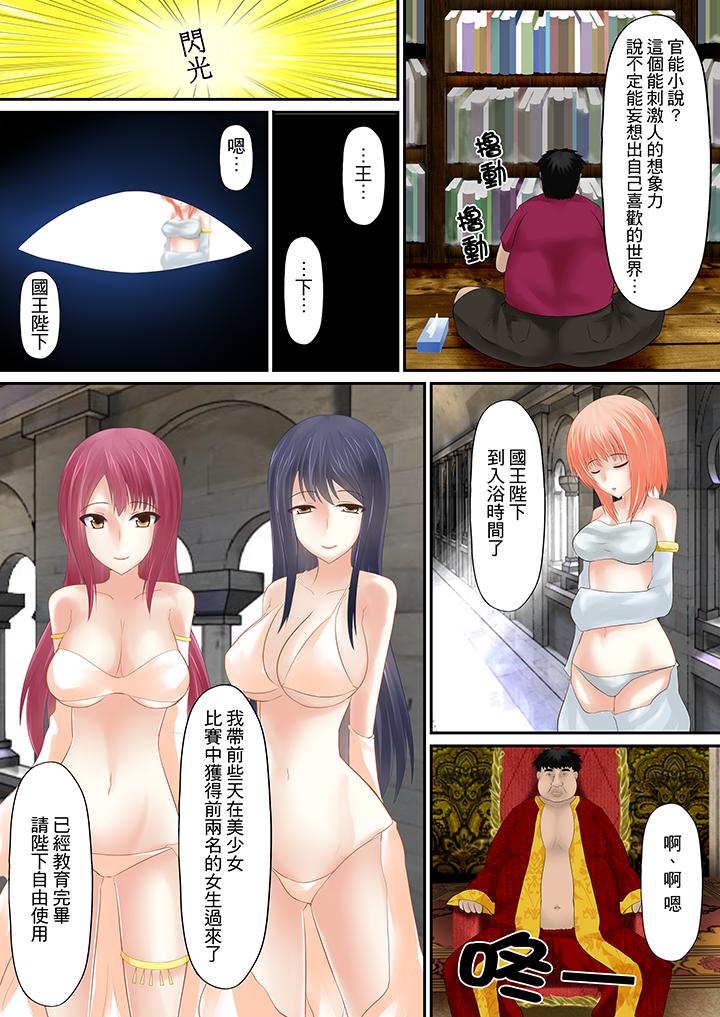 官能小說？
這個能刺激人的想象力
說不定能妄想出自己喜歡的世界…
擼動
擼動
閃光
…王…
…下…
嗯…
國王陛下
國王陛下
到入浴時間了
我帶前些天在美少女
比賽中獲得前兩名的女生過來了
已經教育完畢
請陛下自由使用
啊、啊嗯
咚—